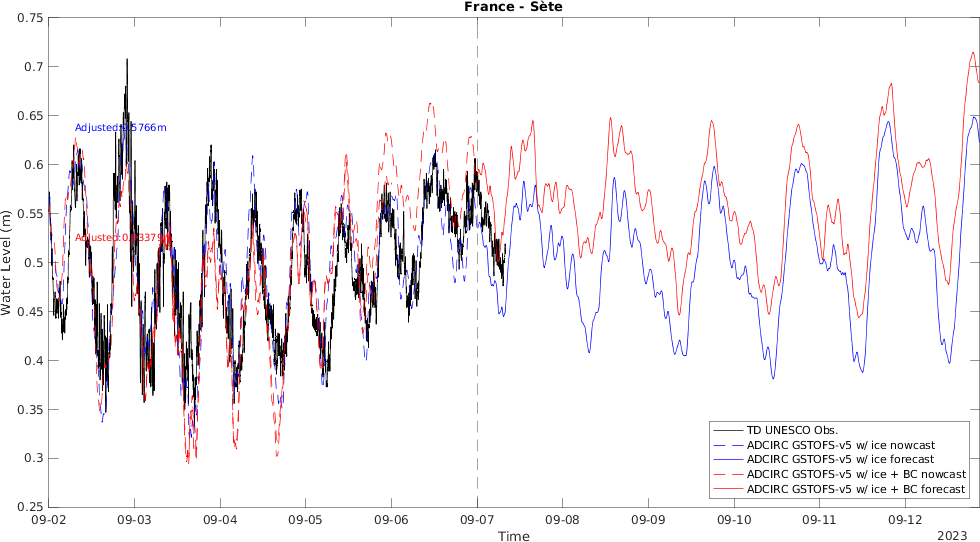 France - Sète
0.75
0.7
0.65
0.6
0.55
0.5
0.45
0.4
0.35
0.3
0.25
Water Level (m)
Adjusted:0.5766m
TD UNESCO Obs.
ADCIRC GSTOFS-v5 w/ ice nowcast
ADCIRC GSTOFS-v5 w/ ice forecast
ADCIRC GSTOFS-v5 w/ ice + BC nowcast
ADCIRC GSTOFS-v5 w/ ice + BC forecast
09-02 09-03 09-04 09-05 09-06 09-07 09-08 09-09 09-10 09-11 09-12
Time
2023